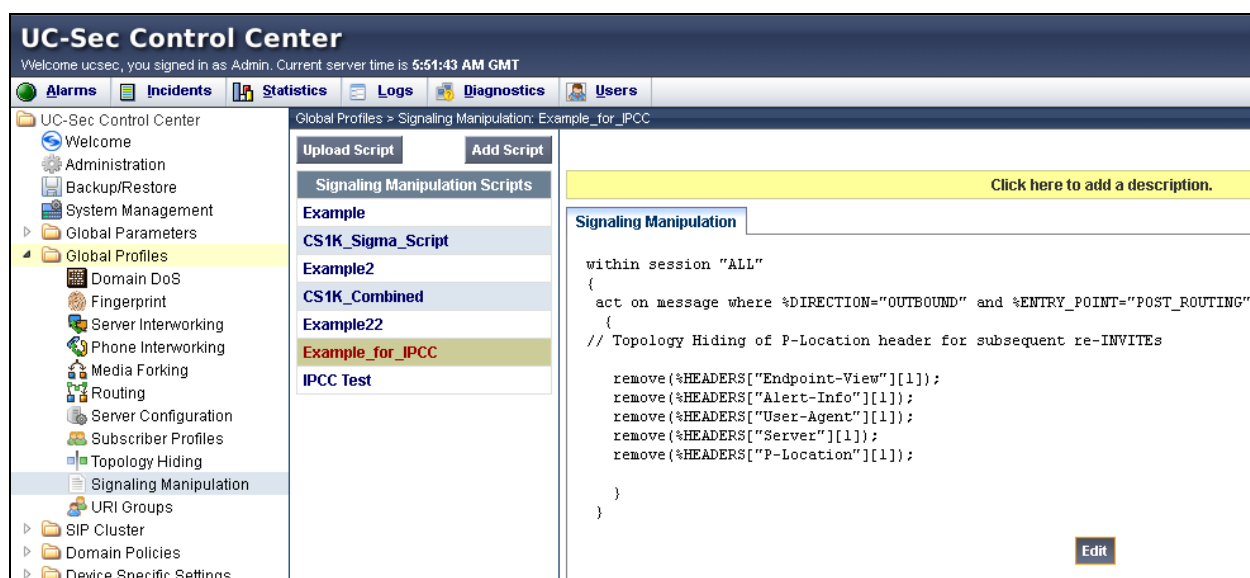 UC-Sec Control Center
Welcome ucsec, you signed in as Admin. Current server time is 5:51:43 AM GMT
Alarms Incidents Statistics Logs Diagnostics Users
UC-Sec Control Center
Welcome
Administration
Backup/Restore
System Management
Global Parameters
Global Profiles
Domain DoS
Fingerprint
Server Interworking
Phone Interworking
Media Forking
Routing
Server Configuration
Subscriber Profiles
Topology Hiding
Signaling Manipulation
URI Groups
SIP Cluster
Domain Policies
Device Specific Settings
Global Profiles > Signaling Manipulation: Example_for_IPCC
Upload Script Add Script
Signaling Manipulation Scripts
Example
CS1K_Sigma_Script
Example2
CS1K_Combined
Example22
Example_for_IPCC
IPCC Test
Click here to add a description.
Signaling Manipulation
within session "ALL"
{
act on message where %DIRECTION="OUTBOUND" and %ENTRY_POINT="POST_ROUTING"
{
// Topology Hiding of P-Location header for subsequent re-INVITEs
remove(%HEADERS["Endpoint-View"][1]);
remove(%HEADERS["Alert-Info"][1]);
remove(%HEADERS["User-Agent"][1]);
remove(%HEADERS["Server"][1]);
remove(%HEADERS["P-Location"][1]);
}
}
Edit